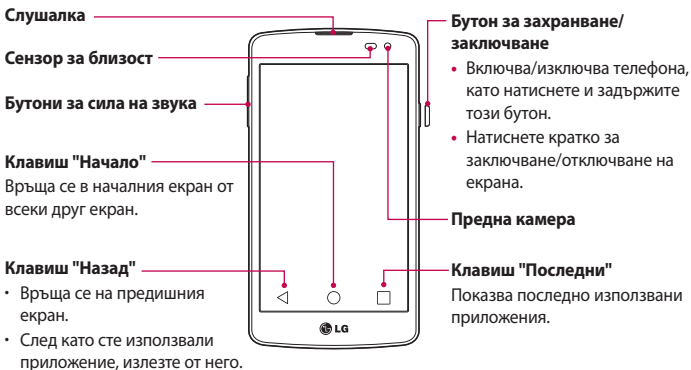 Слушалка
Сензор за близост
Бутони за сила на звука
Клавиш "Начало"
Връща се в началния екран от
всеки друг екран.
Клавиш "Назад"
• Връща се на предишния
екран.
• След като сте използвали
приложение, излезте от него.
LG
Бутон за захранване/
заключване
• Включва/изключва телефона,
като натиснете и задържите
този бутон.
• Натиснете кратко за
заключване/отключване на
екрана.
Предна камера
Клавиш "Последни"
Показва последно използвани
приложения.